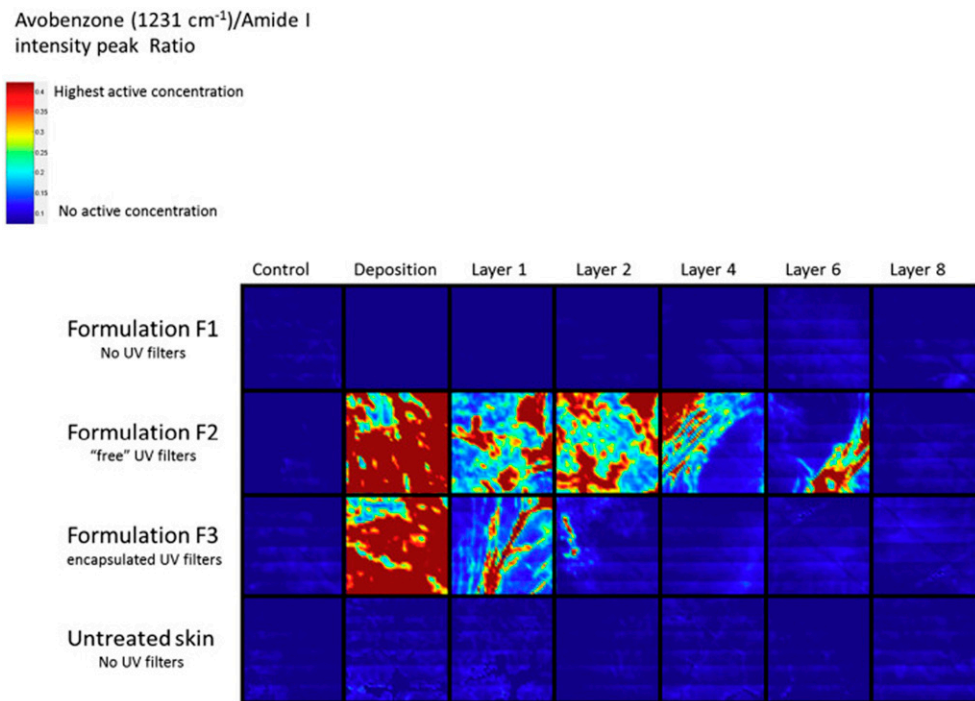 Avobenzone (1231 cm⁻¹)/Amide I
intensity peak Ratio
0.4
Highest active concentration
0.35
0.3
0.25
0.2
0.15
0.1
No active concentration
Control Deposition Layer 1 Layer 2 Layer 4 Layer 6 Layer 8
Formulation F1
No UV filters
Formulation F2
“free” UV filters
Formulation F3
encapsulated UV filters
Untreated skin
No UV filters